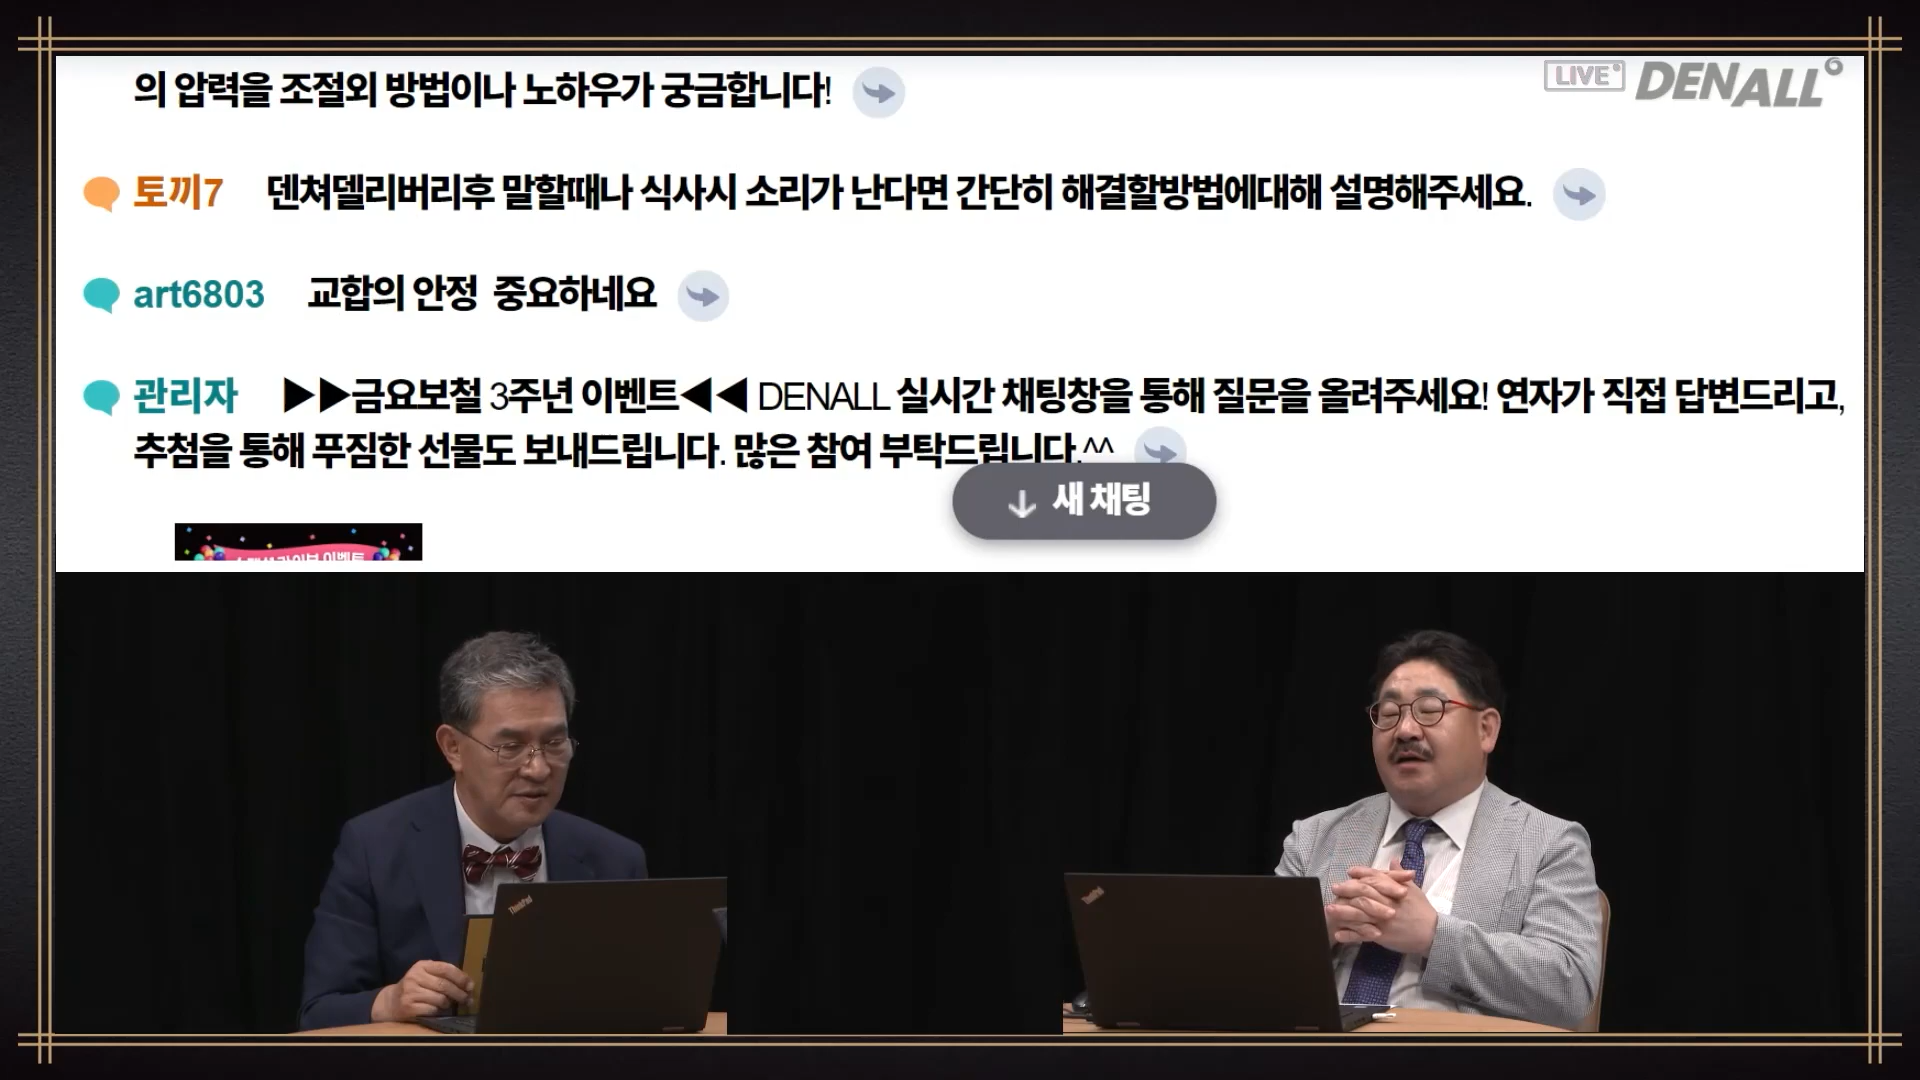 LIVE DENALL
의 압력을 조절외 방법이나 노하우가 궁금합니다!
토끼7 덴쳐델리버리후 말할때나 식사시 소리가 난다면 간단히 해결할방법에대해 설명해주세요.
art6803 교합의 안정 중요하네요
관리자 ▶▶금요보철 3주년 이벤트◀◀ DENALL 실시간 채팅창을 통해 질문을 올려주세요! 연자가 직접 답변드리고,
추첨을 통해 푸짐한 선물도 보내드립니다. 많은 참여 부탁드립니다.^^
↓ 새 채팅
ThinkPad
ThinkPad